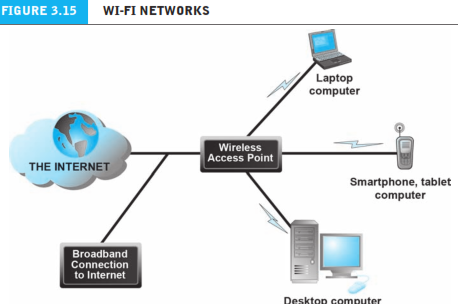 FIGURE 3.15
WI-FI NETWORKS
Laptop
computer
THE INTERNET
Wireless
Access Point
Smartphone, tablet
computer
Broadband
Connection
to Internet
Desktop computer